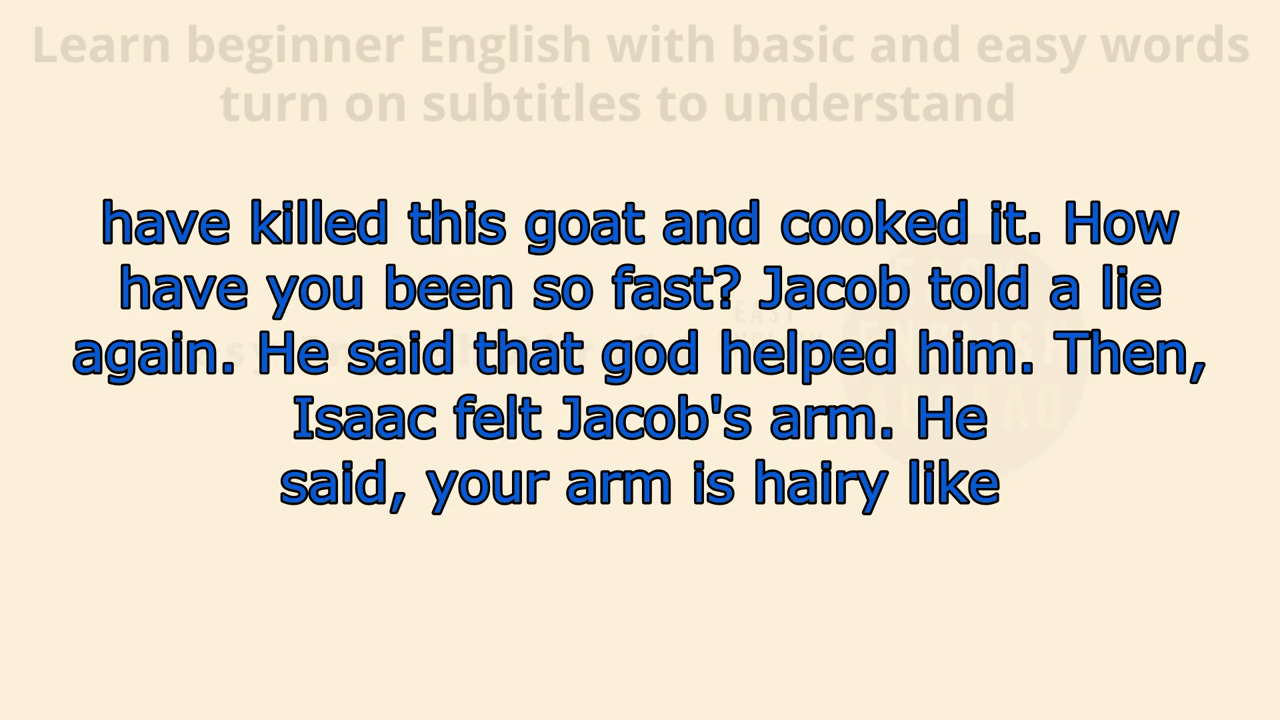 Learn beginner English with basic and easy words
turn on subtitles to understand
have killed this goat and cooked it. How
have you been so fast? Jacob told a lie
again. He said that god helped him. Then,
Isaac felt Jacob's arm. He
said, your arm is hairy like